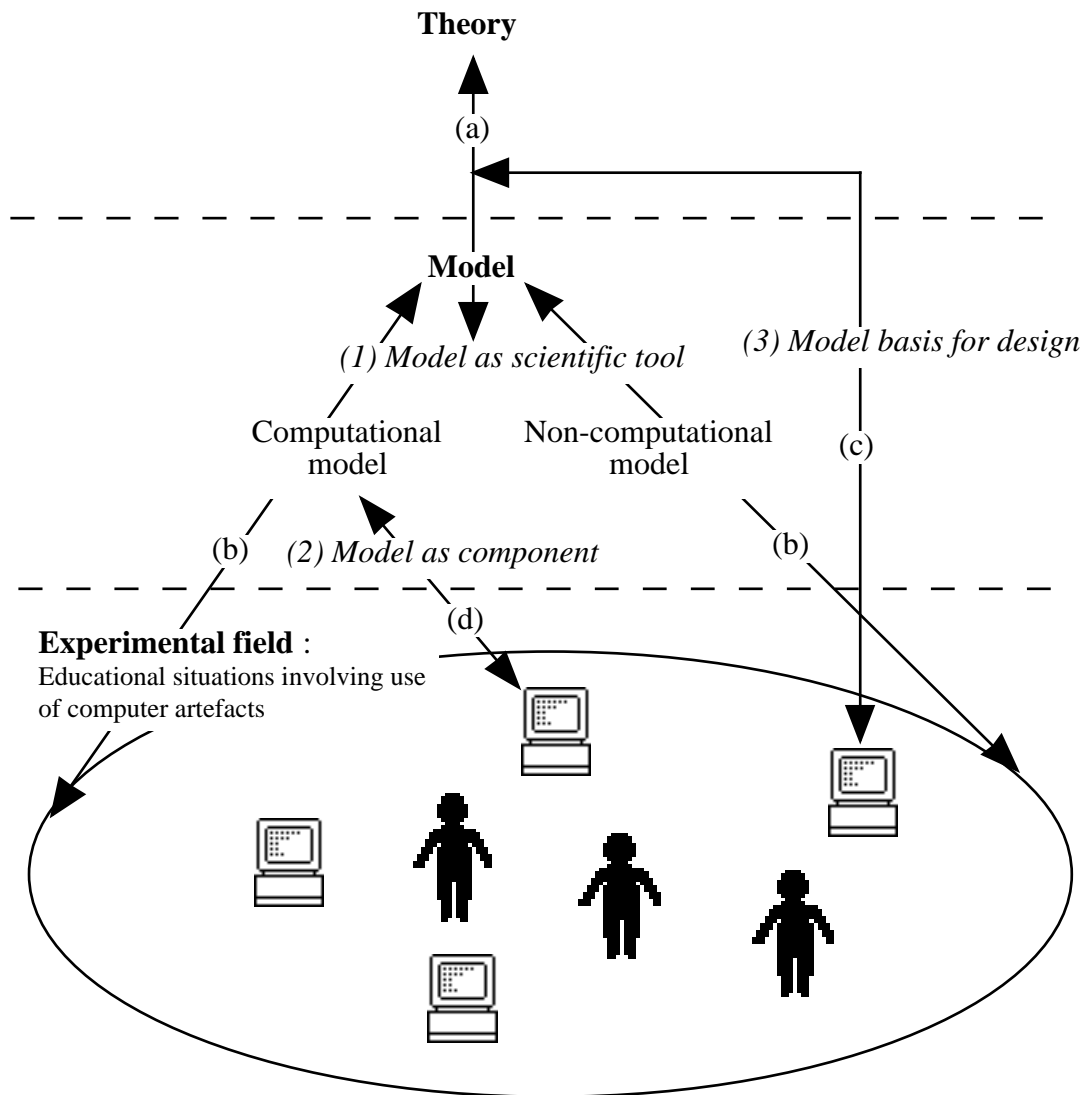 Theory
(a)
Model
(1) Model as scientific tool
(3) Model basis for design
Computational
model
Non-computational
model
(c)
(b)
(2) Model as component
(b)
(d)
Experimental field :
Educational situations involving use
of computer artefacts